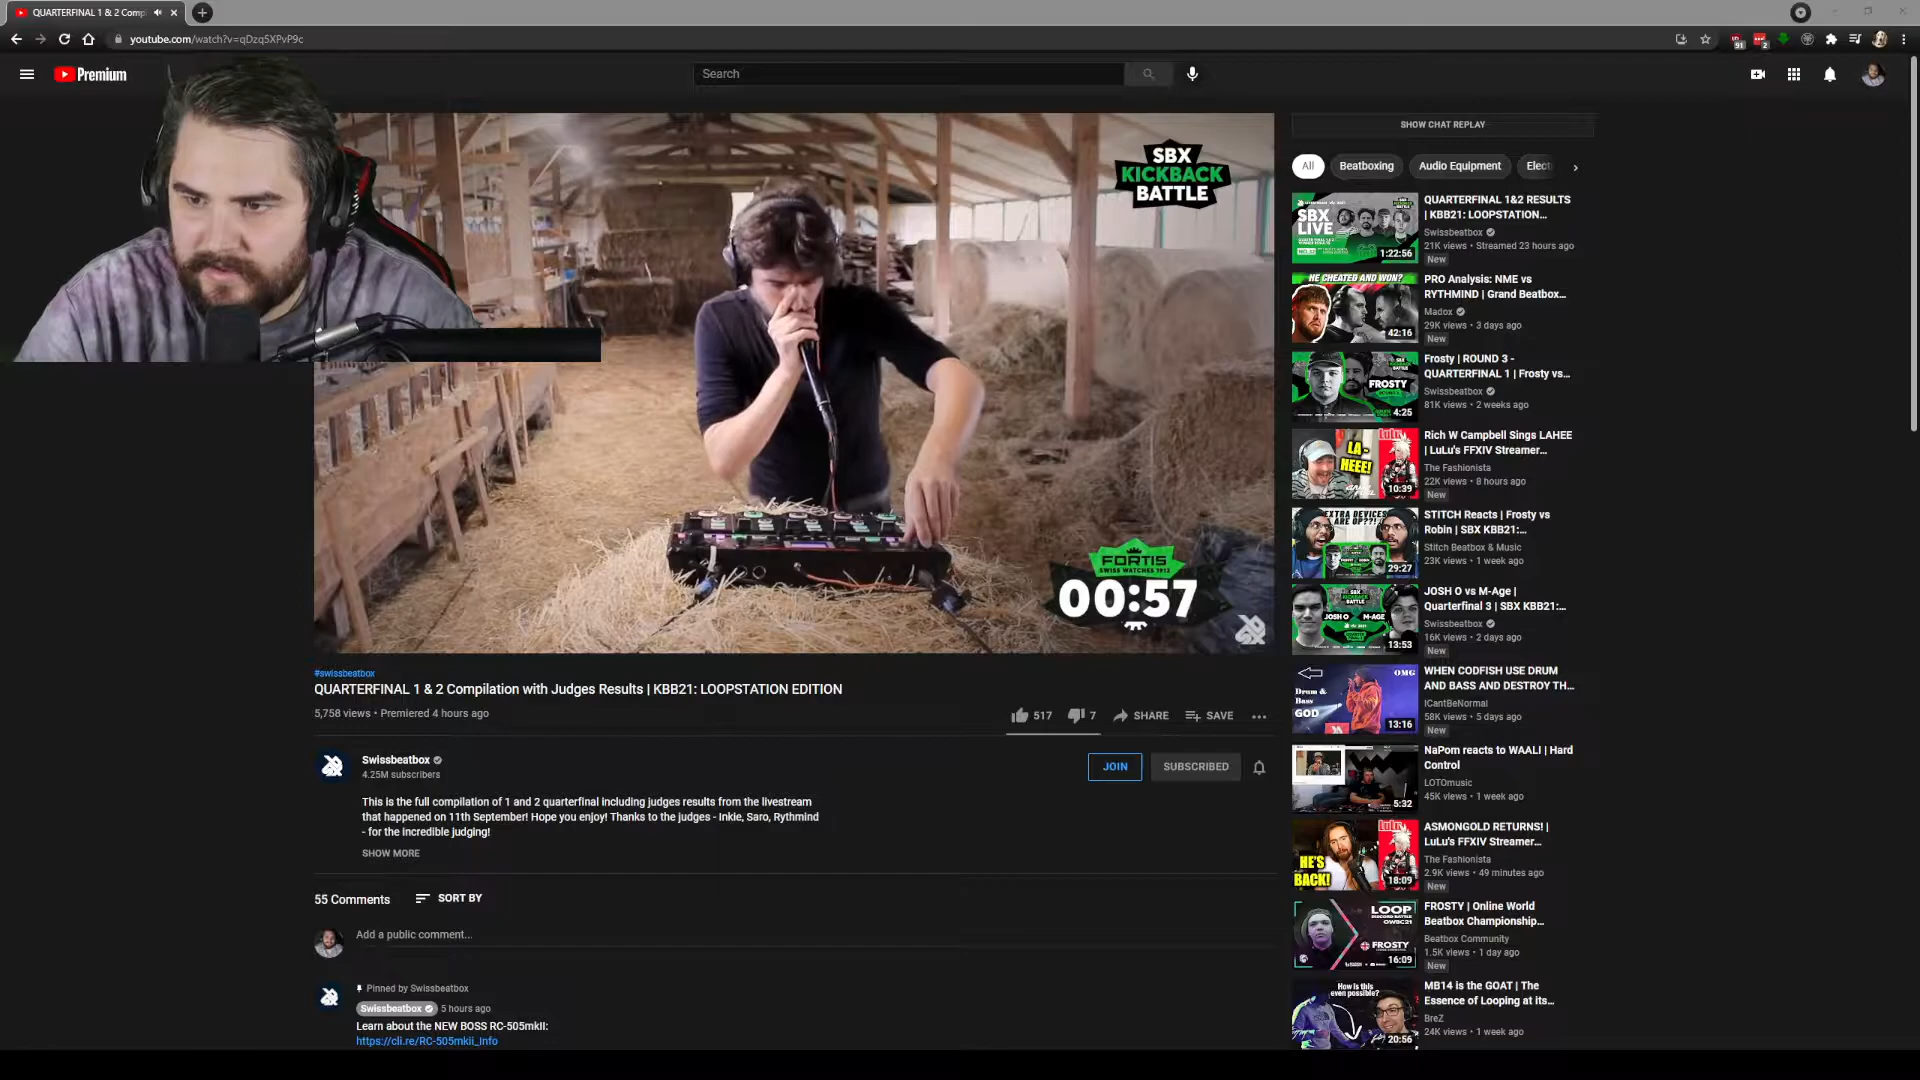 QUARTERFINAL 1 & 2 Compi
youtube.com/watch?v=qDzq5XPvP9c
91
2
Premium
Search
SBX
KICKBACK
BATTLE
FORTIS
SWISS WATCHES 1912
00:57
#swissbeatbox
QUARTERFINAL 1 & 2 Compilation with Judges Results | KBB21: LOOPSTATION EDITION
5,758 views • Premiered 4 hours ago
517
7
SHARE
SAVE
Swissbeatbox
4.25M subscribers
JOIN
SUBSCRIBED
This is the full compilation of 1 and 2 quarterfinal including judges results from the livestream
that happened on 11th September! Hope you enjoy! Thanks to the judges - Inkie, Saro, Rythmind
- for the incredible judging!
SHOW MORE
55 Comments
SORT BY
Add a public comment...
Pinned by Swissbeatbox
Swissbeatbox 5 hours ago
Learn about the NEW BOSS RC-505mkII:
https://cli.re/RC-505mkii_Info
SHOW CHAT REPLAY
All
Beatboxing
Audio Equipment
Elect
SBX
LIVE
1:22:56
QUARTERFINAL 1&2 RESULTS
| KBB21: LOOPSTATION...
Swissbeatbox
21K views • Streamed 23 hours ago
New
HE CHEATED AND WON?
42:16
PRO Analysis: NME vs
RYTHMIND | Grand Beatbox...
Madox
29K views • 3 days ago
New
FROSTY
4:25
Frosty | ROUND 3 -
QUARTERFINAL 1 | Frosty vs...
Swissbeatbox
81K views • 2 weeks ago
LA -
HEEE!
LuLu's
10:39
Rich W Campbell Sings LAHEE
| LuLu's FFXIV Streamer...
The Fashionista
22K views • 8 hours ago
New
EXTRA DEVICES
ARE OP??!
29:27
STITCH Reacts | Frosty vs
Robin | SBX KBB21:...
Stitch Beatbox & Music
23K views • 1 week ago
JOSH O
M-AGE
13:53
JOSH O vs M-Age |
Quarterfinal 3 | SBX KBB21:...
Swissbeatbox
16K views • 2 days ago
New
OMG
Drum &
Bass
GOD
13:16
WHEN CODFISH USE DRUM
AND BASS AND DESTROY TH...
ICantBeNormal
58K views • 5 days ago
New
5:32
NaPom reacts to WAALI | Hard
Control
LOTOmusic
45K views • 1 week ago
LuLu's
HE'S
BACK!
18:09
ASMONGOLD RETURNS! |
LuLu's FFXIV Streamer...
The Fashionista
2.9K views • 49 minutes ago
New
LOOP
FROSTY
16:09
FROSTY | Online World
Beatbox Championship...
Beatbox Community
1.5K views • 1 day ago
New
How is this
even possible?
20:56
MB14 is the GOAT | The
Essence of Looping at its...
BreZ
24K views • 1 week ago